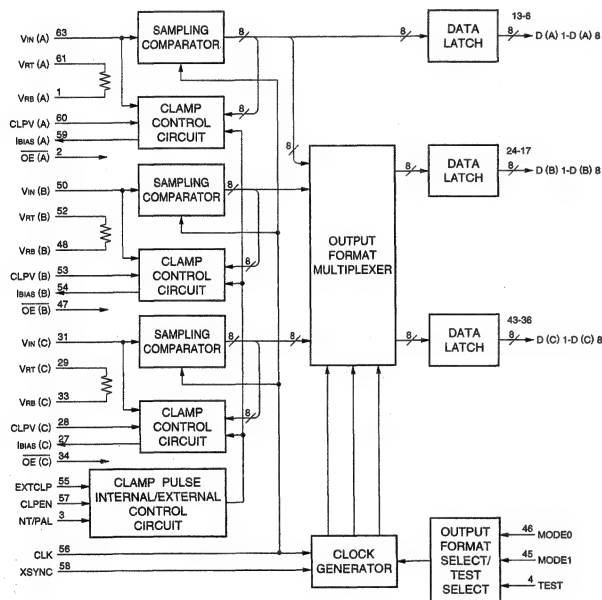 VIN (A) 63
VRT (A) 61
VRB (A) 1
CLPV (A) 60
IBIAS (A) 59
OE (A) 2
SAMPLING
COMPARATOR
8
8
8
CLAMP
CONTROL
CIRCUIT
8
DATA
LATCH
13-6
8
D (A) 1-D (A) 8
VIN (B) 50
VRT (B) 52
VRB (B) 48
CLPV (B) 53
IBIAS (B) 54
OE (B) 47
SAMPLING
COMPARATOR
8
CLAMP
CONTROL
CIRCUIT
8
8
OUTPUT
FORMAT
MULTIPLEXER
8
DATA
LATCH
24-17
8
D (B) 1-D (B) 8
VIN (C) 31
VRT (C) 29
VRB (C) 33
CLPV (C) 28
IBIAS (C) 27
OE (C) 34
SAMPLING
COMPARATOR
8
8
CLAMP
CONTROL
CIRCUIT
8
8
DATA
LATCH
43-36
8
D (C) 1-D (C) 8
EXTCLP 55
CLPEN 57
NT/PAL 3
CLAMP PULSE
INTERNAL/EXTERNAL
CONTROL
CIRCUIT
CLK 56
XSYNC 58
CLOCK
GENERATOR
OUTPUT
FORMAT
SELECT/
TEST
SELECT
46 MODE0
45 MODE1
4 TEST